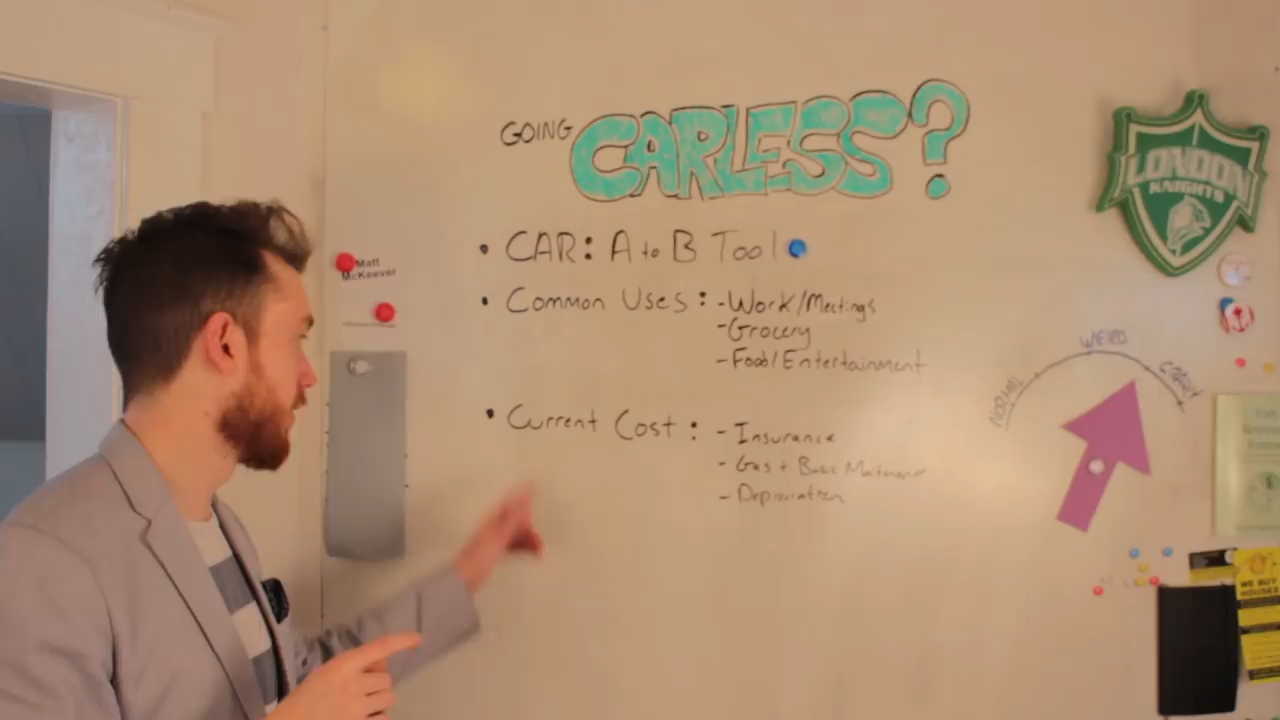 GOING CARLESS?
• CAR: A to B Tool
• Common Uses: -Work/Meetings
-Grocery
-Food/Entertainment
• Current Cost: - Insurance
- Gas + Basic
- Depreciation
Matt
McKeever
LONDON
KNIGHTS
NORMAL
WEIRD
CRAZY
WE BUY
HOUSES